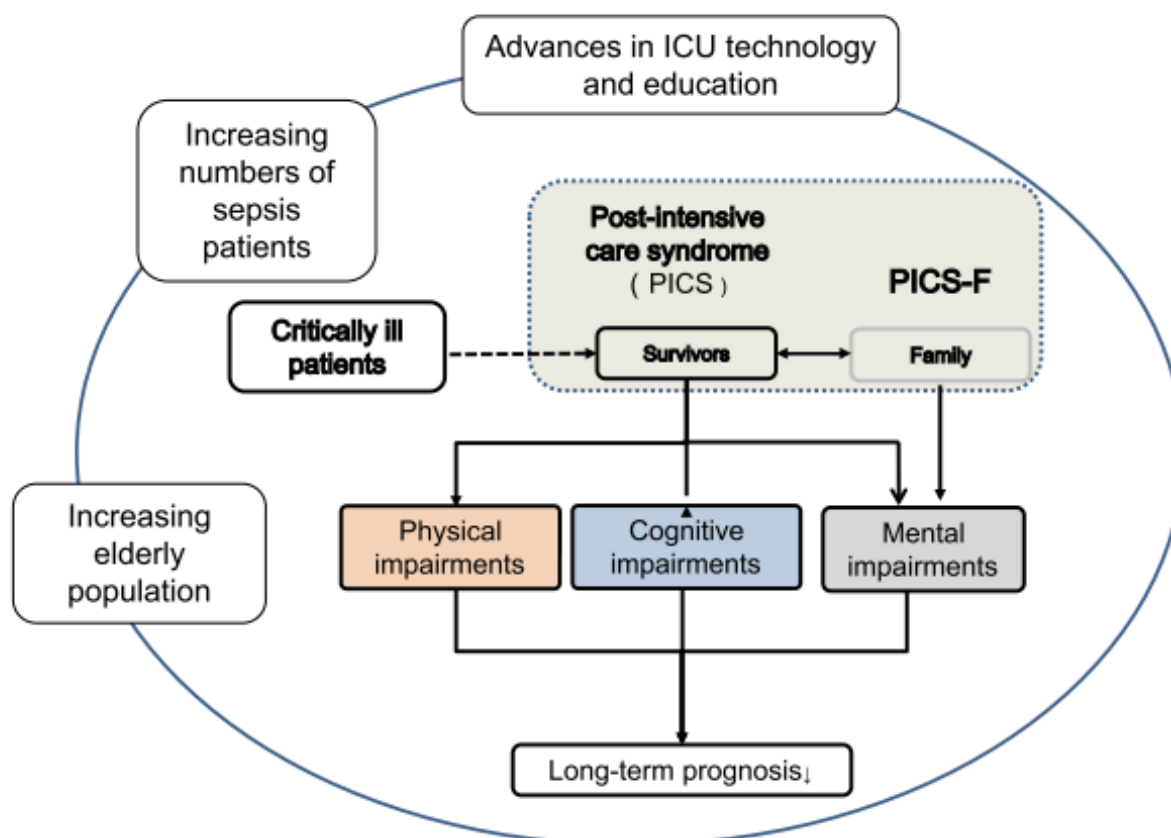 Advances in ICU technology
and education
Increasing
numbers of
sepsis
patients
Post-intensive
care syndrome
( PICS )
PICS-F
Critically ill
patients
Survivors
Family
Increasing
elderly
population
Physical
impairments
Cognitive
impairments
Mental
impairments
Long-term prognosis↓